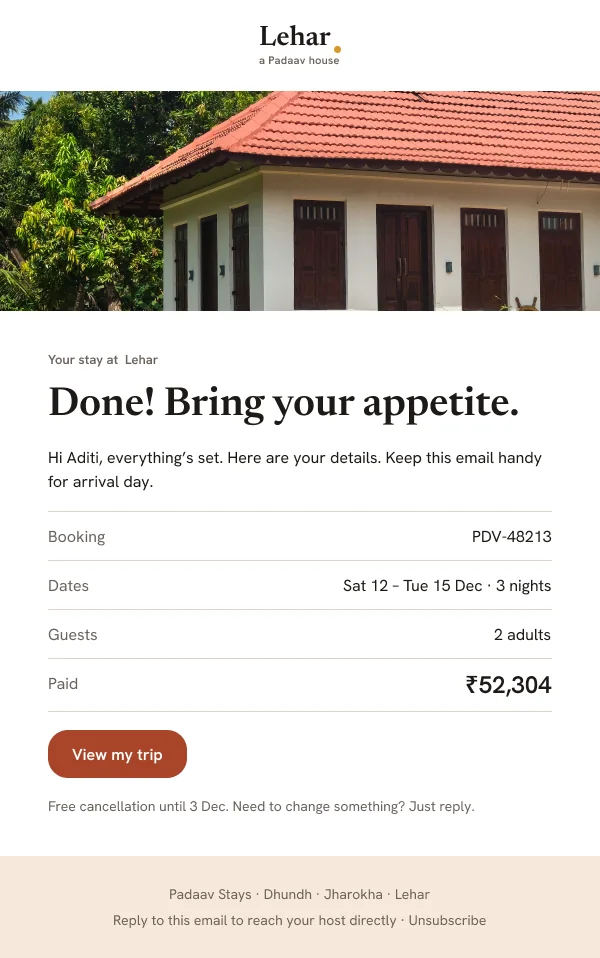 Lehar
a Padaav house
Your stay at Lehar
Done! Bring your appetite.
Hi Aditi, everything’s set. Here are your details. Keep this email handy
for arrival day.
Booking PDV-48213
Dates Sat 12 – Tue 15 Dec · 3 nights
Guests 2 adults
Paid ₹52,304
View my trip
Free cancellation until 3 Dec. Need to change something? Just reply.
Padaav Stays · Dhundh · Jharokha · Lehar
Reply to this email to reach your host directly · Unsubscribe